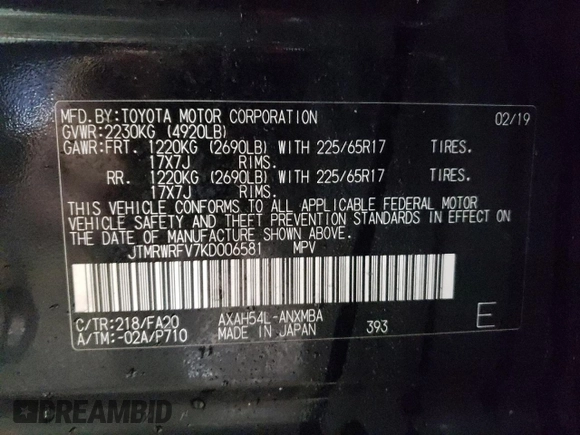 MFD.BY:TOYOTA MOTOR CORPORATION 02/19
GVWR:2230KG (4920LB)
GAWR:FRT. 1220KG (2690LB) WITH 225/65R17 TIRES.
17X7J RIMS.
RR. 1220KG (2690LB) WITH 225/65R17 TIRES.
17X7J RIMS.
THIS VEHICLE CONFORMS TO ALL APPLICABLE FEDERAL MOTOR
VEHICLE SAFETY AND THEFT PREVENTION STANDARDS IN EFFECT ON
THE DATE OF MANUFACTURE SHOWN ABOVE.
JTMRWRFV7KD006581 MPV
C/TR:218/FA20 AXAH54L-ANXMBA
A/TM:-02A/P710 MADE IN JAPAN 393 E
DREAMBID